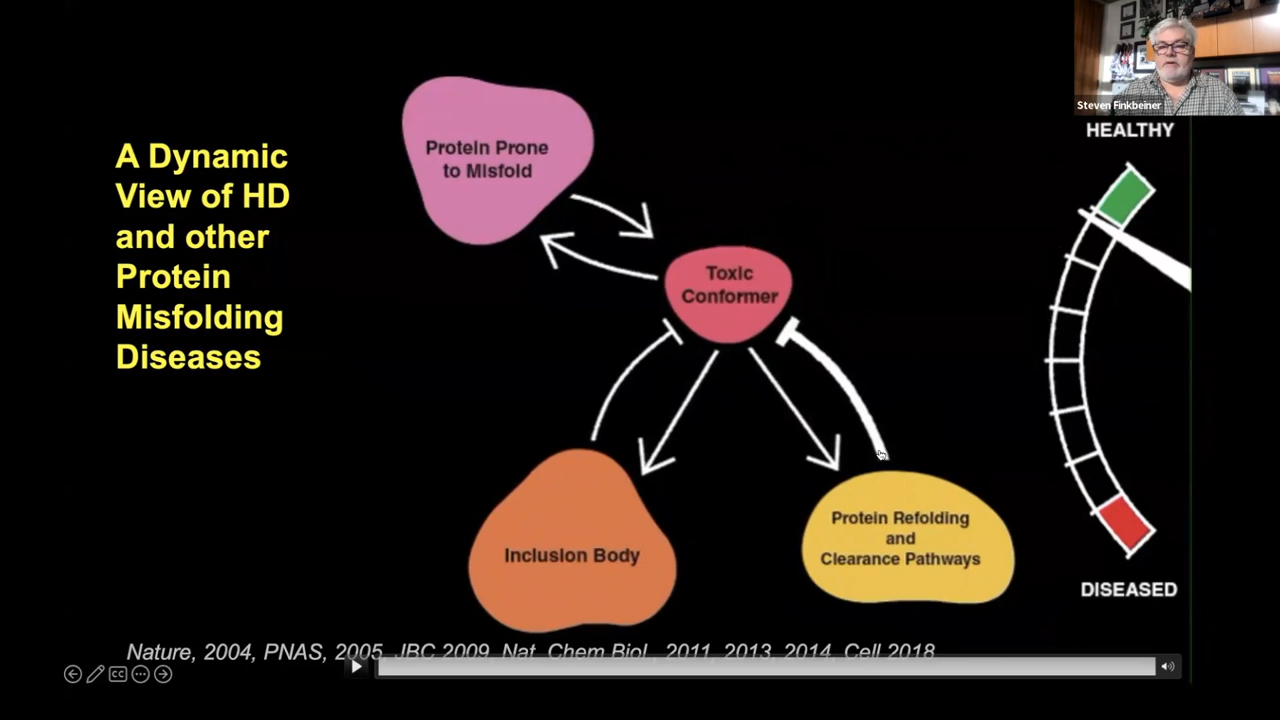 A Dynamic
View of HD
and other
Protein
Misfolding
Diseases
Protein Prone
to Misfold
Toxic
Conformer
Inclusion Body
Protein Refolding
and
Clearance Pathways
Steven Finkbeiner
HEALTHY
DISEASED
Nature, 2004, PNAS, 2005, JBC 2009, Nat. Chem Biol., 2011, 2013, 2014, Cell 2018
CC